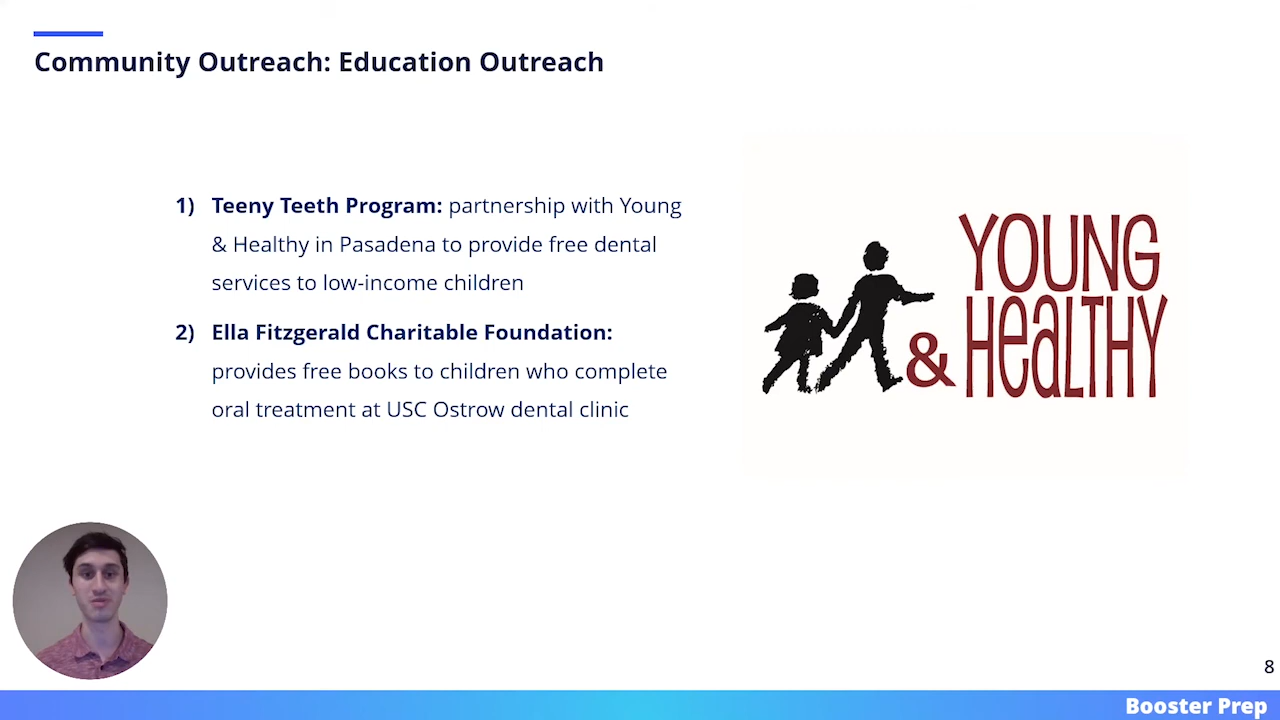 Community Outreach: Education Outreach
1) Teeny Teeth Program: partnership with Young
& Healthy in Pasadena to provide free dental
services to low-income children
2) Ella Fitzgerald Charitable Foundation:
provides free books to children who complete
oral treatment at USC Ostrow dental clinic
YOUNG
& HeaLTHY
8
Booster Prep